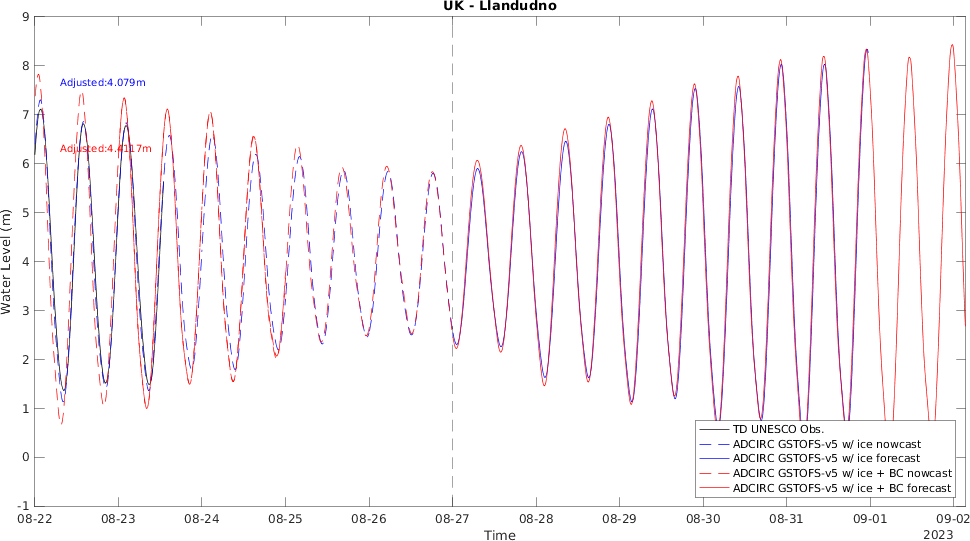 UK - Llandudno
9
8
7
6
5
4
3
2
1
0
-1
Water Level (m)
Adjusted:4.079m
Adjusted:4.4117m
TD UNESCO Obs.
ADCIRC GSTOFS-v5 w/ ice nowcast
ADCIRC GSTOFS-v5 w/ ice forecast
ADCIRC GSTOFS-v5 w/ ice + BC nowcast
ADCIRC GSTOFS-v5 w/ ice + BC forecast
08-22 08-23 08-24 08-25 08-26 08-27 08-28 08-29 08-30 08-31 09-01 09-02
Time
2023